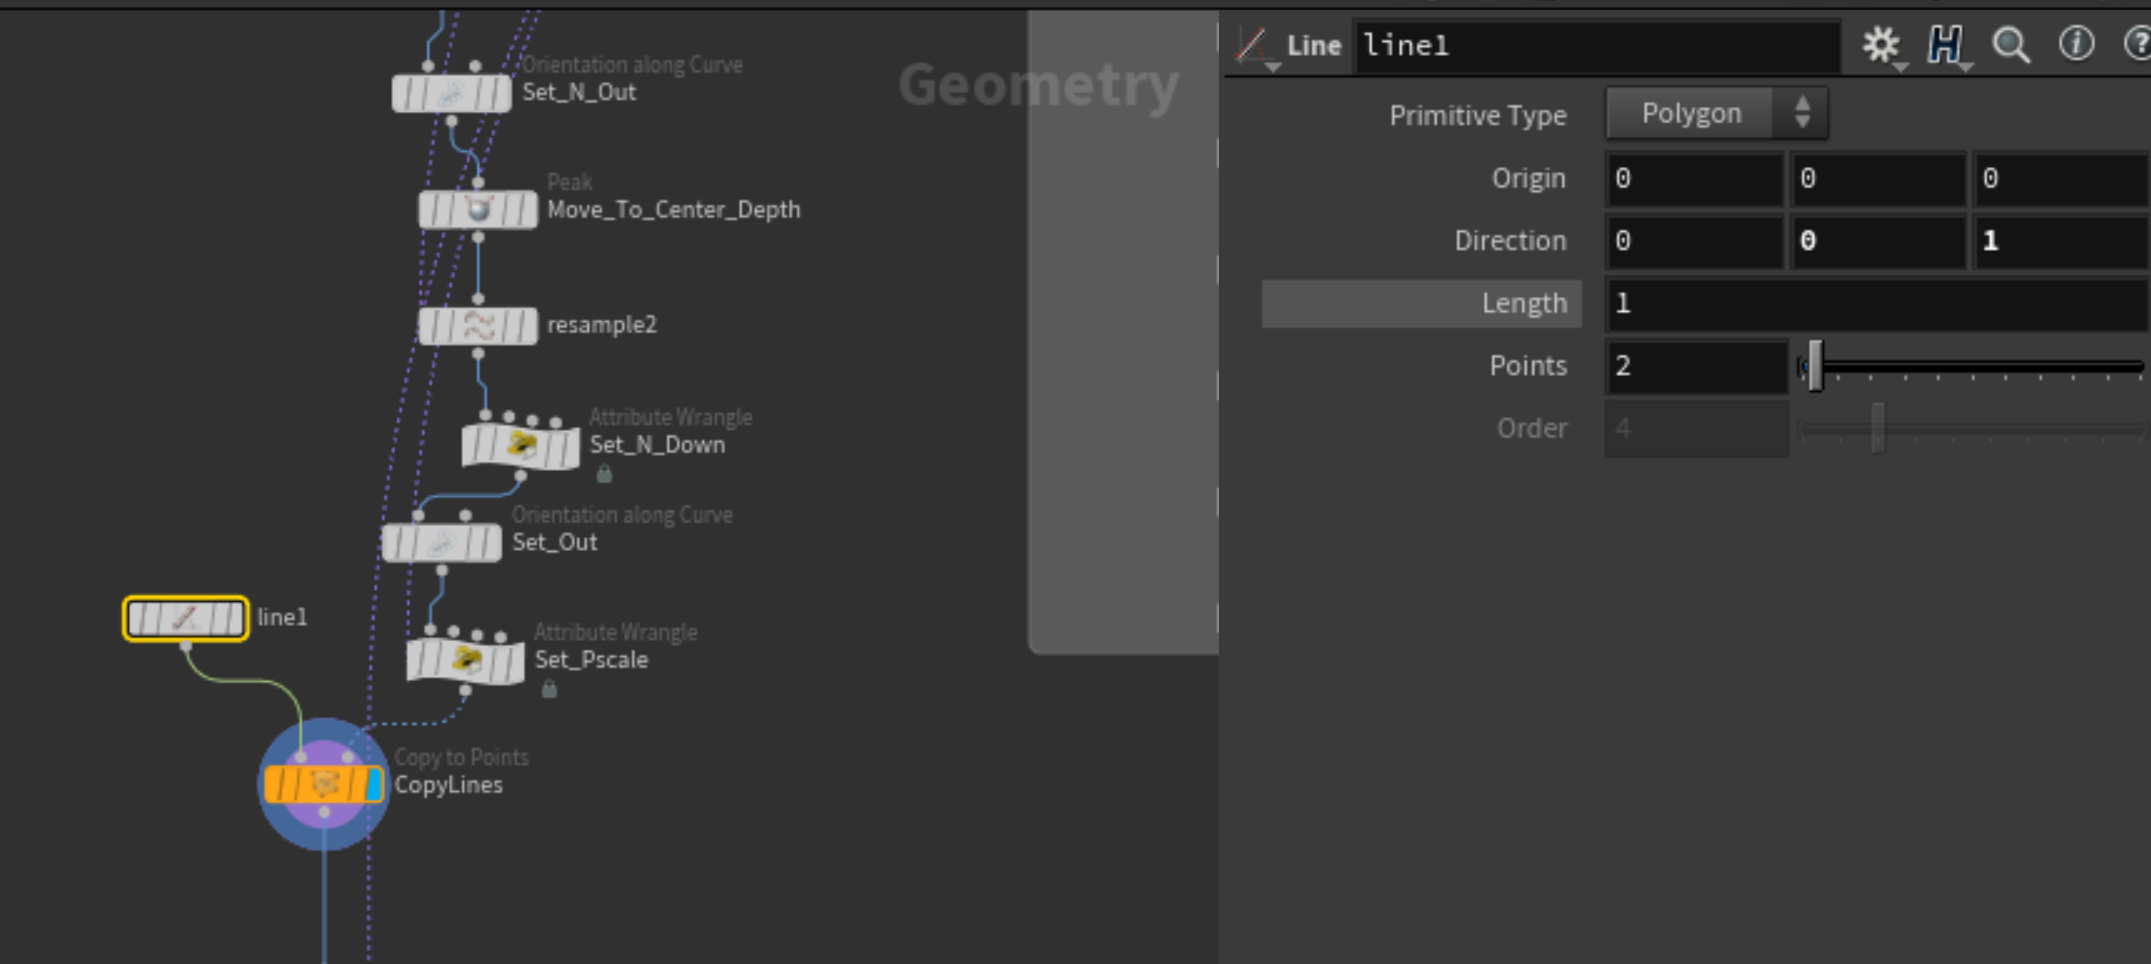 Orientation along Curve
Set_N_Out
Geometry
Peak
Move_To_Center_Depth
resample2
Attribute Wrangle
Set_N_Down
Orientation along Curve
Set_Out
line1
Attribute Wrangle
Set_Pscale
Copy to Points
CopyLines
Line line1
Primitive Type Polygon
Origin 0 0 0
Direction 0 0 1
Length 1
Points 2
Order 4